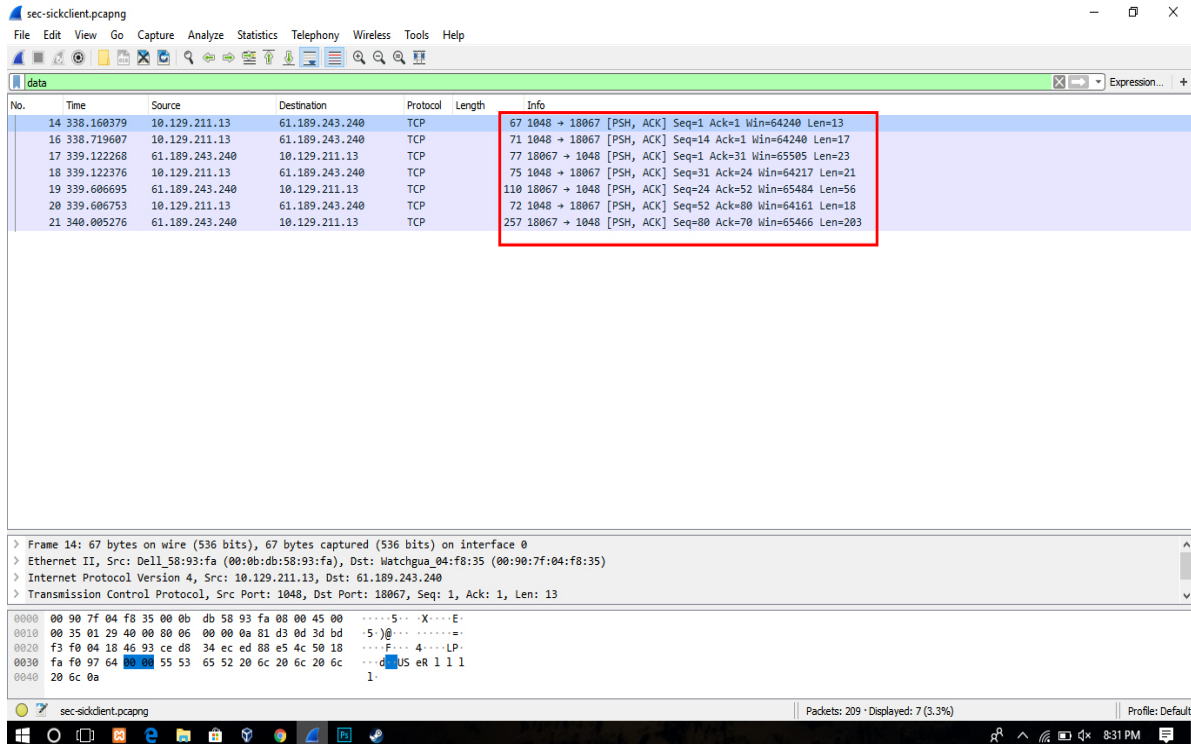 sec-sickclient.pcapng
File Edit View Go Capture Analyze Statistics Telephony Wireless Tools Help
data
Expression... +
No. Time Source Destination Protocol Length Info
14 338.160379 10.129.211.13 61.189.243.240 TCP 67 1048 → 18067 [PSH, ACK] Seq=1 Ack=1 Win=64240 Len=13
16 338.719607 10.129.211.13 61.189.243.240 TCP 71 1048 → 18067 [PSH, ACK] Seq=14 Ack=1 Win=64240 Len=17
17 339.122268 61.189.243.240 10.129.211.13 TCP 77 18067 → 1048 [PSH, ACK] Seq=1 Ack=31 Win=65505 Len=23
18 339.122376 10.129.211.13 61.189.243.240 TCP 75 1048 → 18067 [PSH, ACK] Seq=31 Ack=24 Win=64217 Len=21
19 339.606695 61.189.243.240 10.129.211.13 TCP 110 18067 → 1048 [PSH, ACK] Seq=24 Ack=52 Win=65484 Len=56
20 339.606753 10.129.211.13 61.189.243.240 TCP 72 1048 → 18067 [PSH, ACK] Seq=52 Ack=80 Win=64161 Len=18
21 340.005276 61.189.243.240 10.129.211.13 TCP 257 18067 → 1048 [PSH, ACK] Seq=80 Ack=70 Win=65466 Len=203
> Frame 14: 67 bytes on wire (536 bits), 67 bytes captured (536 bits) on interface 0
> Ethernet II, Src: Dell_58:93:fa (00:0b:db:58:93:fa), Dst: Watchgua_04:f8:35 (00:90:7f:04:f8:35)
> Internet Protocol Version 4, Src: 10.129.211.13, Dst: 61.189.243.240
> Transmission Control Protocol, Src Port: 1048, Dst Port: 18067, Seq: 1, Ack: 1, Len: 13
0000 00 90 7f 04 f8 35 00 0b db 58 93 fa 08 00 45 00 ·····5·· ·X····E·
0010 00 35 01 29 40 00 80 06 00 00 0a 81 d3 0d 3d bd ·5·)@··· ······=·
0020 f3 f0 04 18 46 93 ce d8 34 ec ed 88 e5 4c 50 18 ····F··· 4····LP·
0030 fa f0 97 64 00 00 55 53 65 52 20 6c 20 6c 20 6c ···d··US eR l l l
0040 20 6c 0a l·
sec-sickclient.pcapng Packets: 209 · Displayed: 7 (3.3%) Profile: Default
Ps 8:31 PM